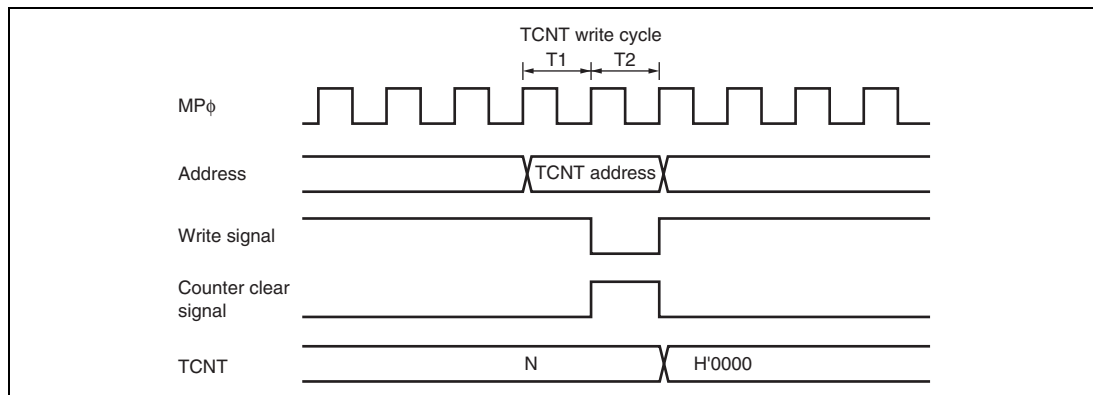 TCNT write cycle
T1 T2
MPϕ
Address
TCNT address
Write signal
Counter clear
signal
TCNT
N
H'0000